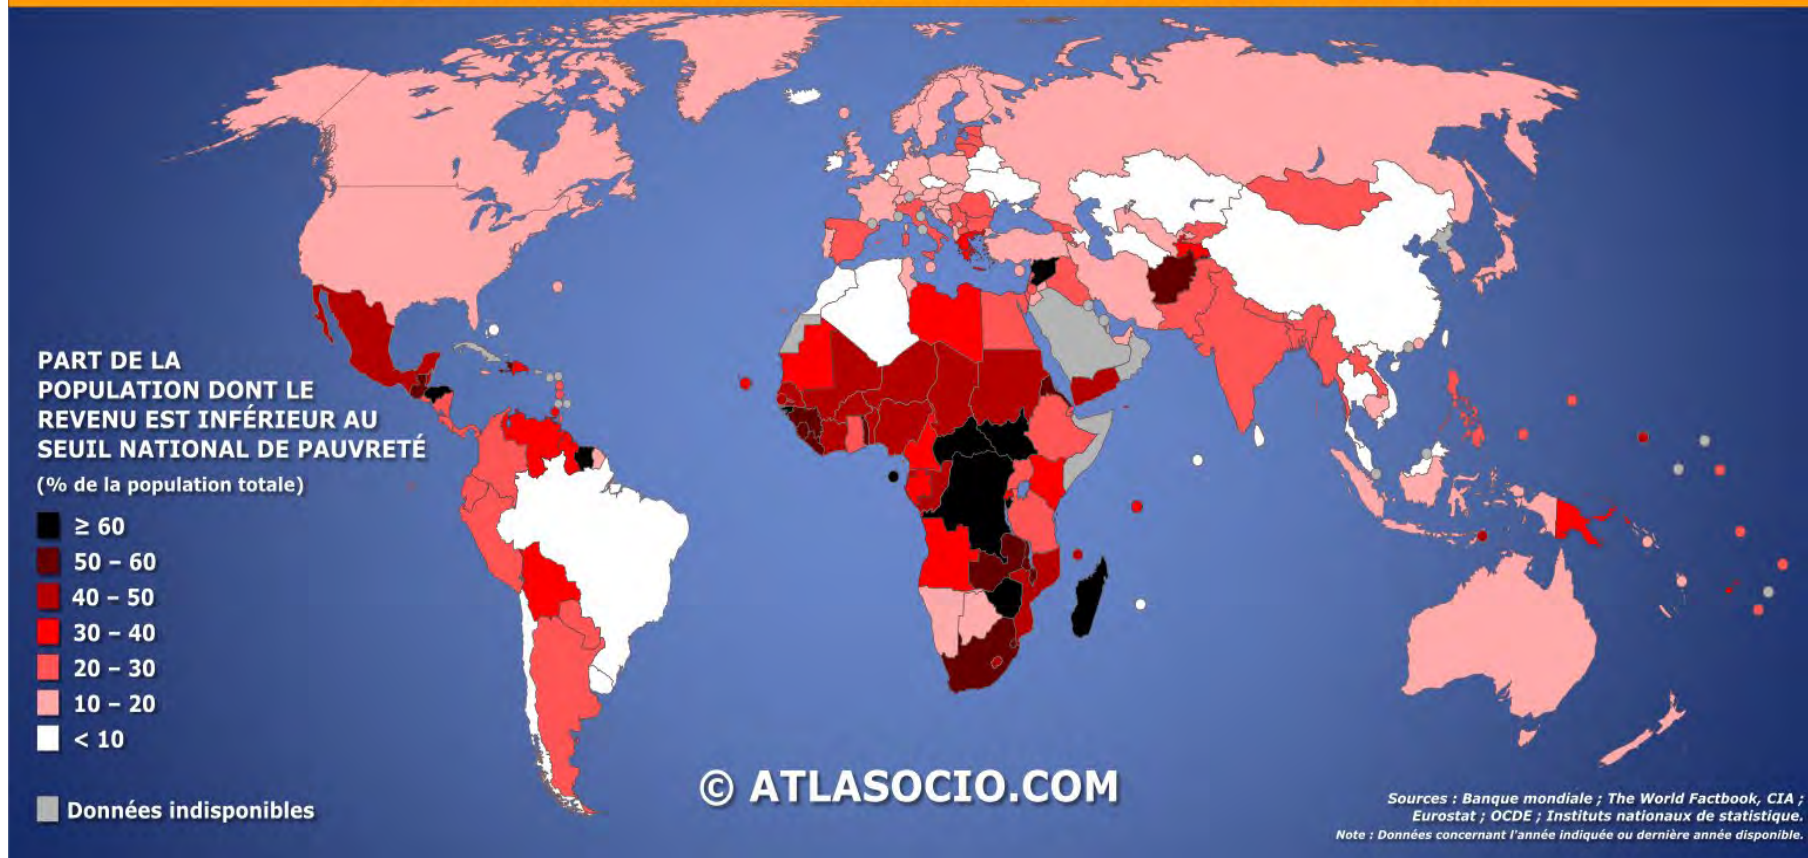 PART DE LA
POPULATION DONT LE
REVENU EST INFÉRIEUR AU
SEUIL NATIONAL DE PAUVRETÉ
(% de la population totale)
≥ 60
50 – 60
40 – 50
30 – 40
20 – 30
10 – 20
< 10
Données indisponibles
© ATLASOCIO.COM
Sources : Banque mondiale ; The World Factbook, CIA ;
Eurostat ; OCDE ; Instituts nationaux de statistique.
Note : Données concernant l'année indiquée ou dernière année disponible.